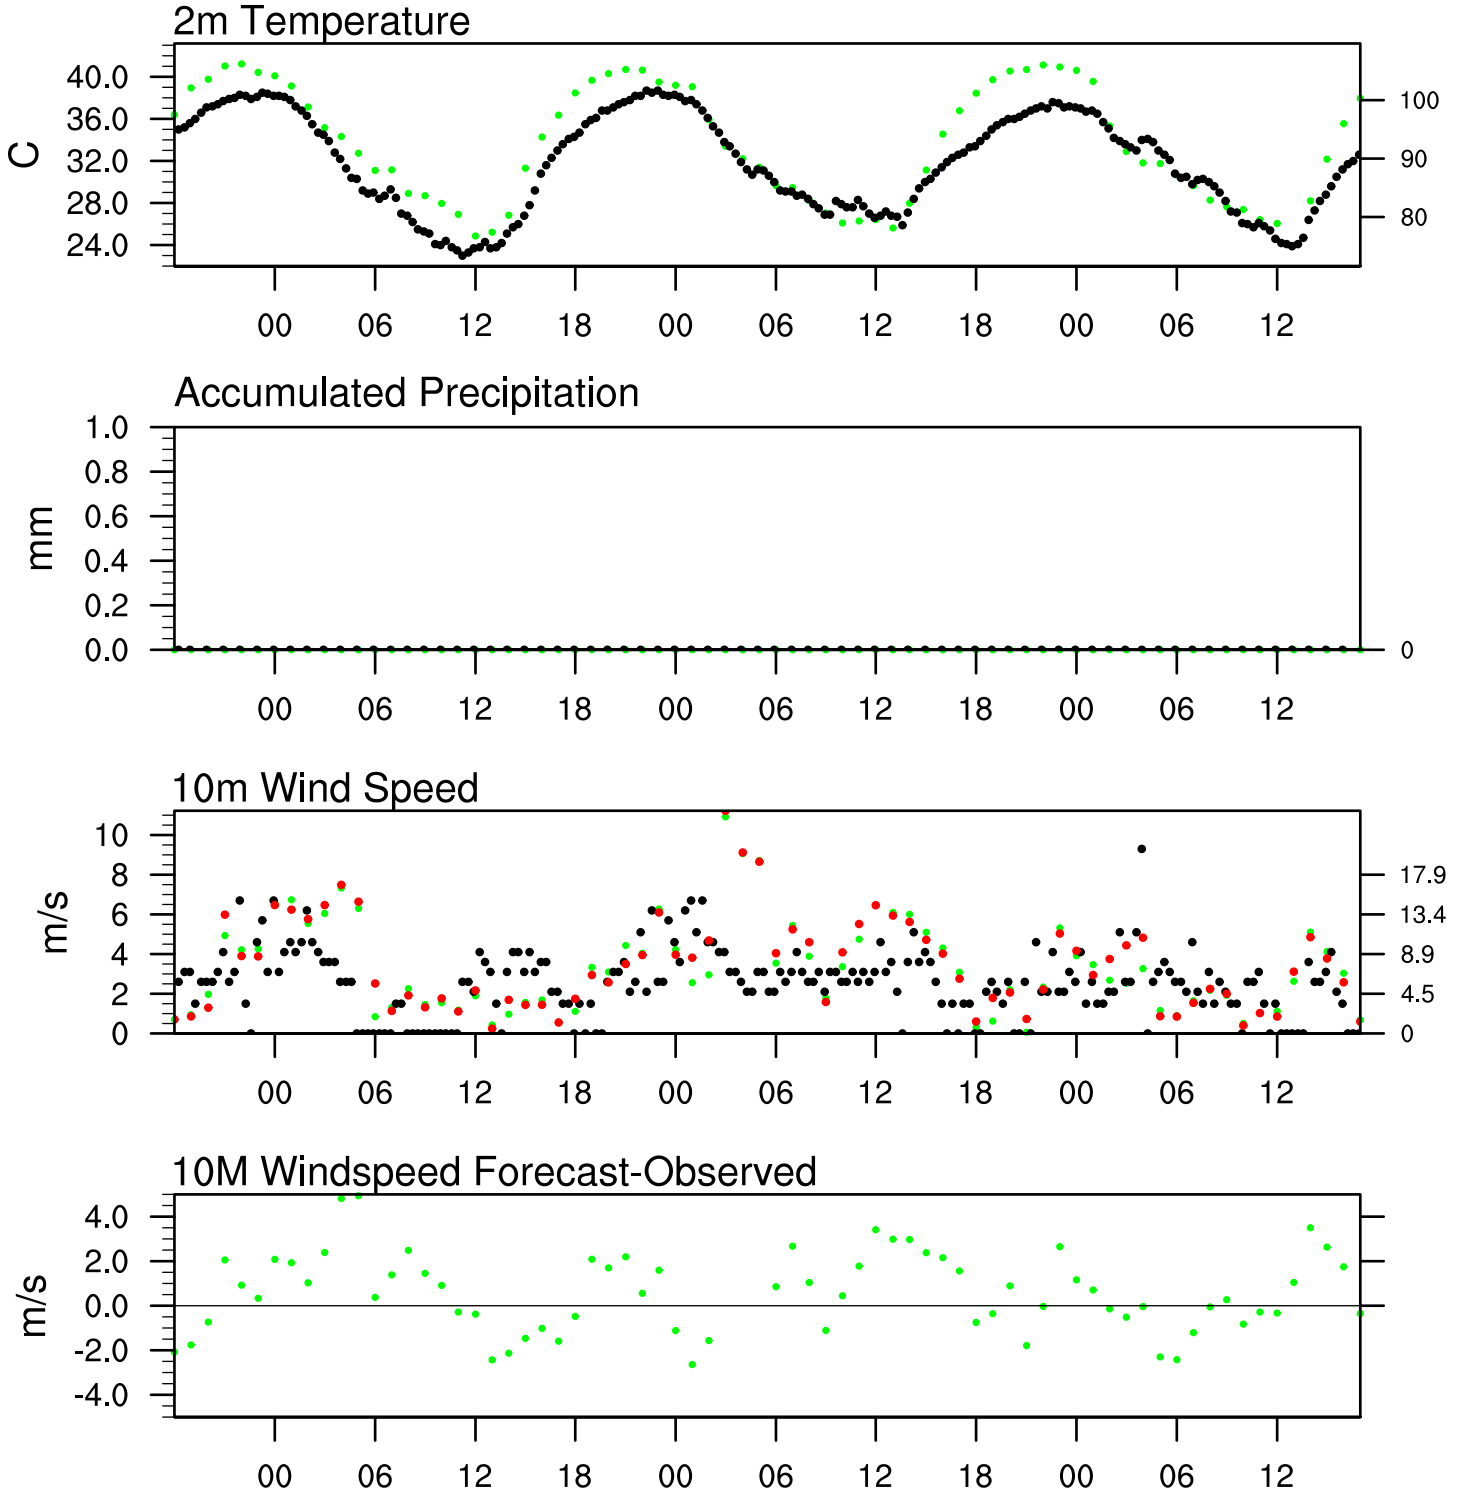 2m Temperature
40.0
36.0
32.0
28.0
24.0
C
100
90
80
00 06 12 18 00 06 12 18 00 06 12
Accumulated Precipitation
1.0
0.8
0.6
0.4
0.2
0.0
mm
0
00 06 12 18 00 06 12 18 00 06 12
10m Wind Speed
10
8
6
4
2
0
m/s
17.9
13.4
8.9
4.5
0
00 06 12 18 00 06 12 18 00 06 12
10M Windspeed Forecast-Observed
4.0
2.0
0.0
-2.0
-4.0
m/s
00 06 12 18 00 06 12 18 00 06 12